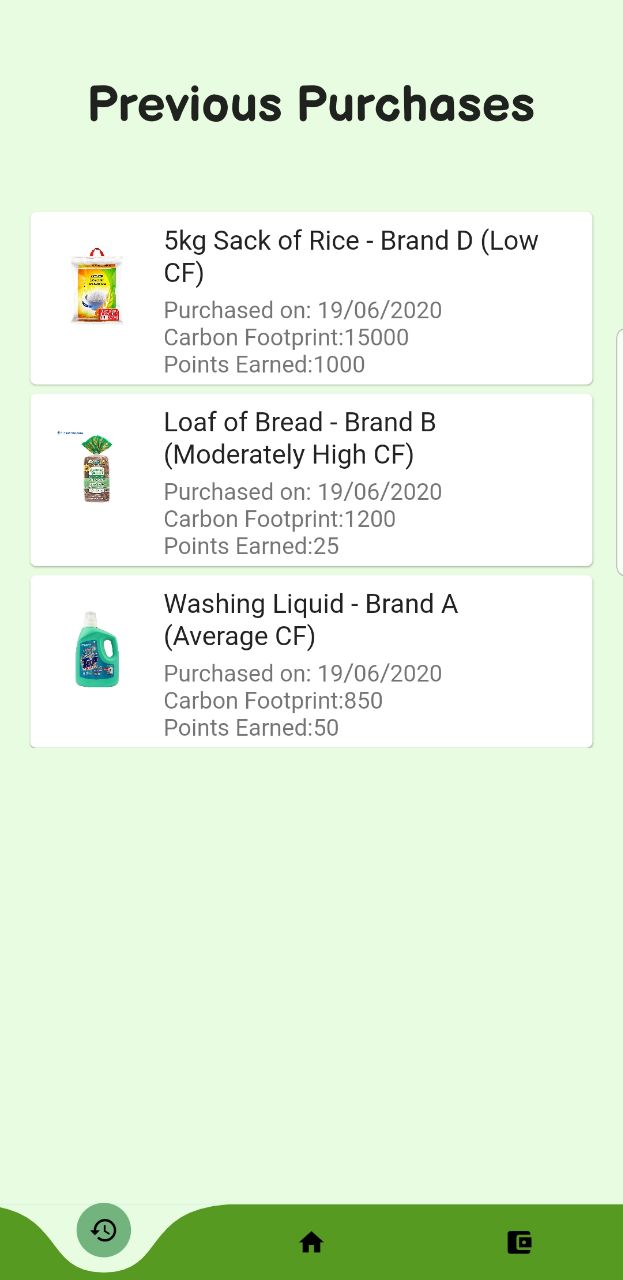 Previous Purchases
5kg Sack of Rice - Brand D (Low
CF)
Purchased on: 19/06/2020
Carbon Footprint:15000
Points Earned:1000
Loaf of Bread - Brand B
(Moderately High CF)
Purchased on: 19/06/2020
Carbon Footprint:1200
Points Earned:25
Washing Liquid - Brand A
(Average CF)
Purchased on: 19/06/2020
Carbon Footprint:850
Points Earned:50